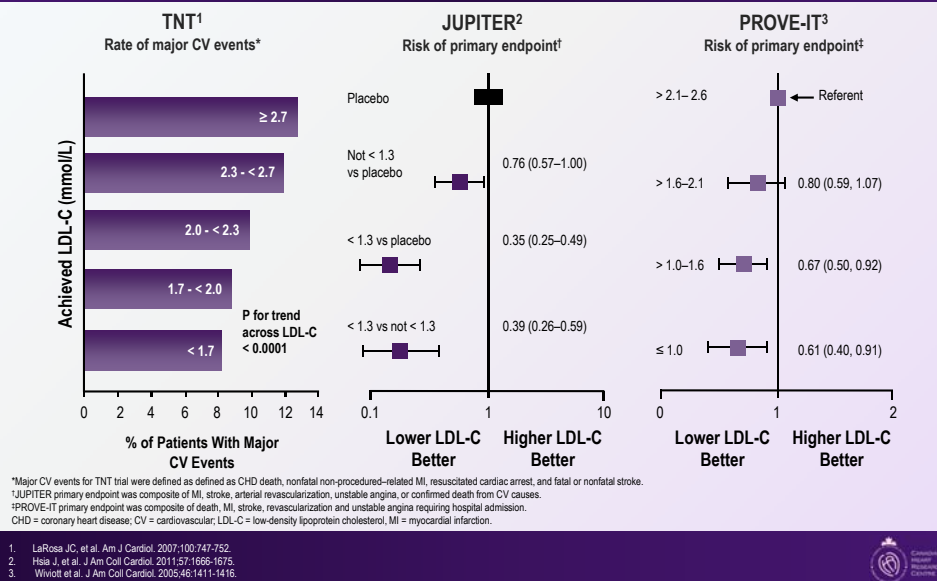 TNT¹
Rate of major CV events*
Achieved LDL-C (mmol/L)
≥ 2.7
2.3 - < 2.7
2.0 - < 2.3
1.7 - < 2.0
< 1.7
P for trend
across LDL-C
< 0.0001
0 2 4 6 8 10 12 14
% of Patients With Major
CV Events
JUPITER²
Risk of primary endpoint†
Placebo
Not < 1.3
vs placebo
0.76 (0.57–1.00)
< 1.3 vs placebo
0.35 (0.25–0.49)
< 1.3 vs not < 1.3
0.39 (0.26–0.59)
0.1 1 10
Lower LDL-C
Better
Higher LDL-C
Better
PROVE-IT³
Risk of primary endpoint‡
> 2.1– 2.6
Referent
> 1.6–2.1
0.80 (0.59, 1.07)
> 1.0–1.6
0.67 (0.50, 0.92)
≤ 1.0
0.61 (0.40, 0.91)
0 1 2
Lower LDL-C
Better
Higher LDL-C
Better
*Major CV events for TNT trial were defined as defined as CHD death, nonfatal non-procedured–related MI, resuscitated cardiac arrest, and fatal or nonfatal stroke.
†JUPITER primary endpoint was composite of MI, stroke, arterial revascularization, unstable angina, or confirmed death from CV causes.
‡PROVE-IT primary endpoint was composite of death, MI, stroke, revascularization and unstable angina requiring hospital admission.
CHD = coronary heart disease; CV = cardiovascular; LDL-C = low-density lipoprotein cholesterol, MI = myocardial infarction.
1. LaRosa JC, et al. Am J Cardiol. 2007;100:747-752.
2. Hsia J, et al. J Am Coll Cardiol. 2011;57:1666-1675.
3. Wiviott et al. J Am Coll Cardiol. 2005;46:1411-1416.
CANADIAN
HEART
RESEARCH
CENTRE